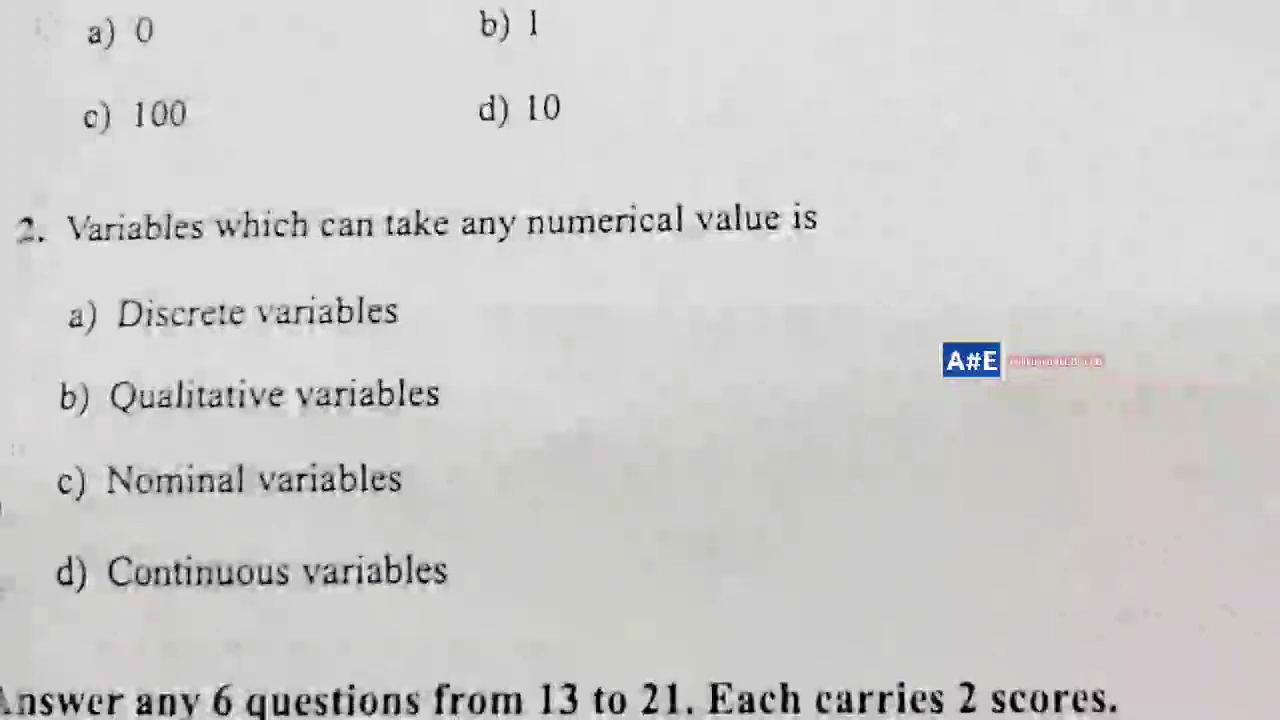 a) 0 b) 1
c) 100 d) 10
2. Variables which can take any numerical value is
a) Discrete variables
b) Qualitative variables
c) Nominal variables
d) Continuous variables
A#E
Answer any 6 questions from 13 to 21. Each carries 2 scores.